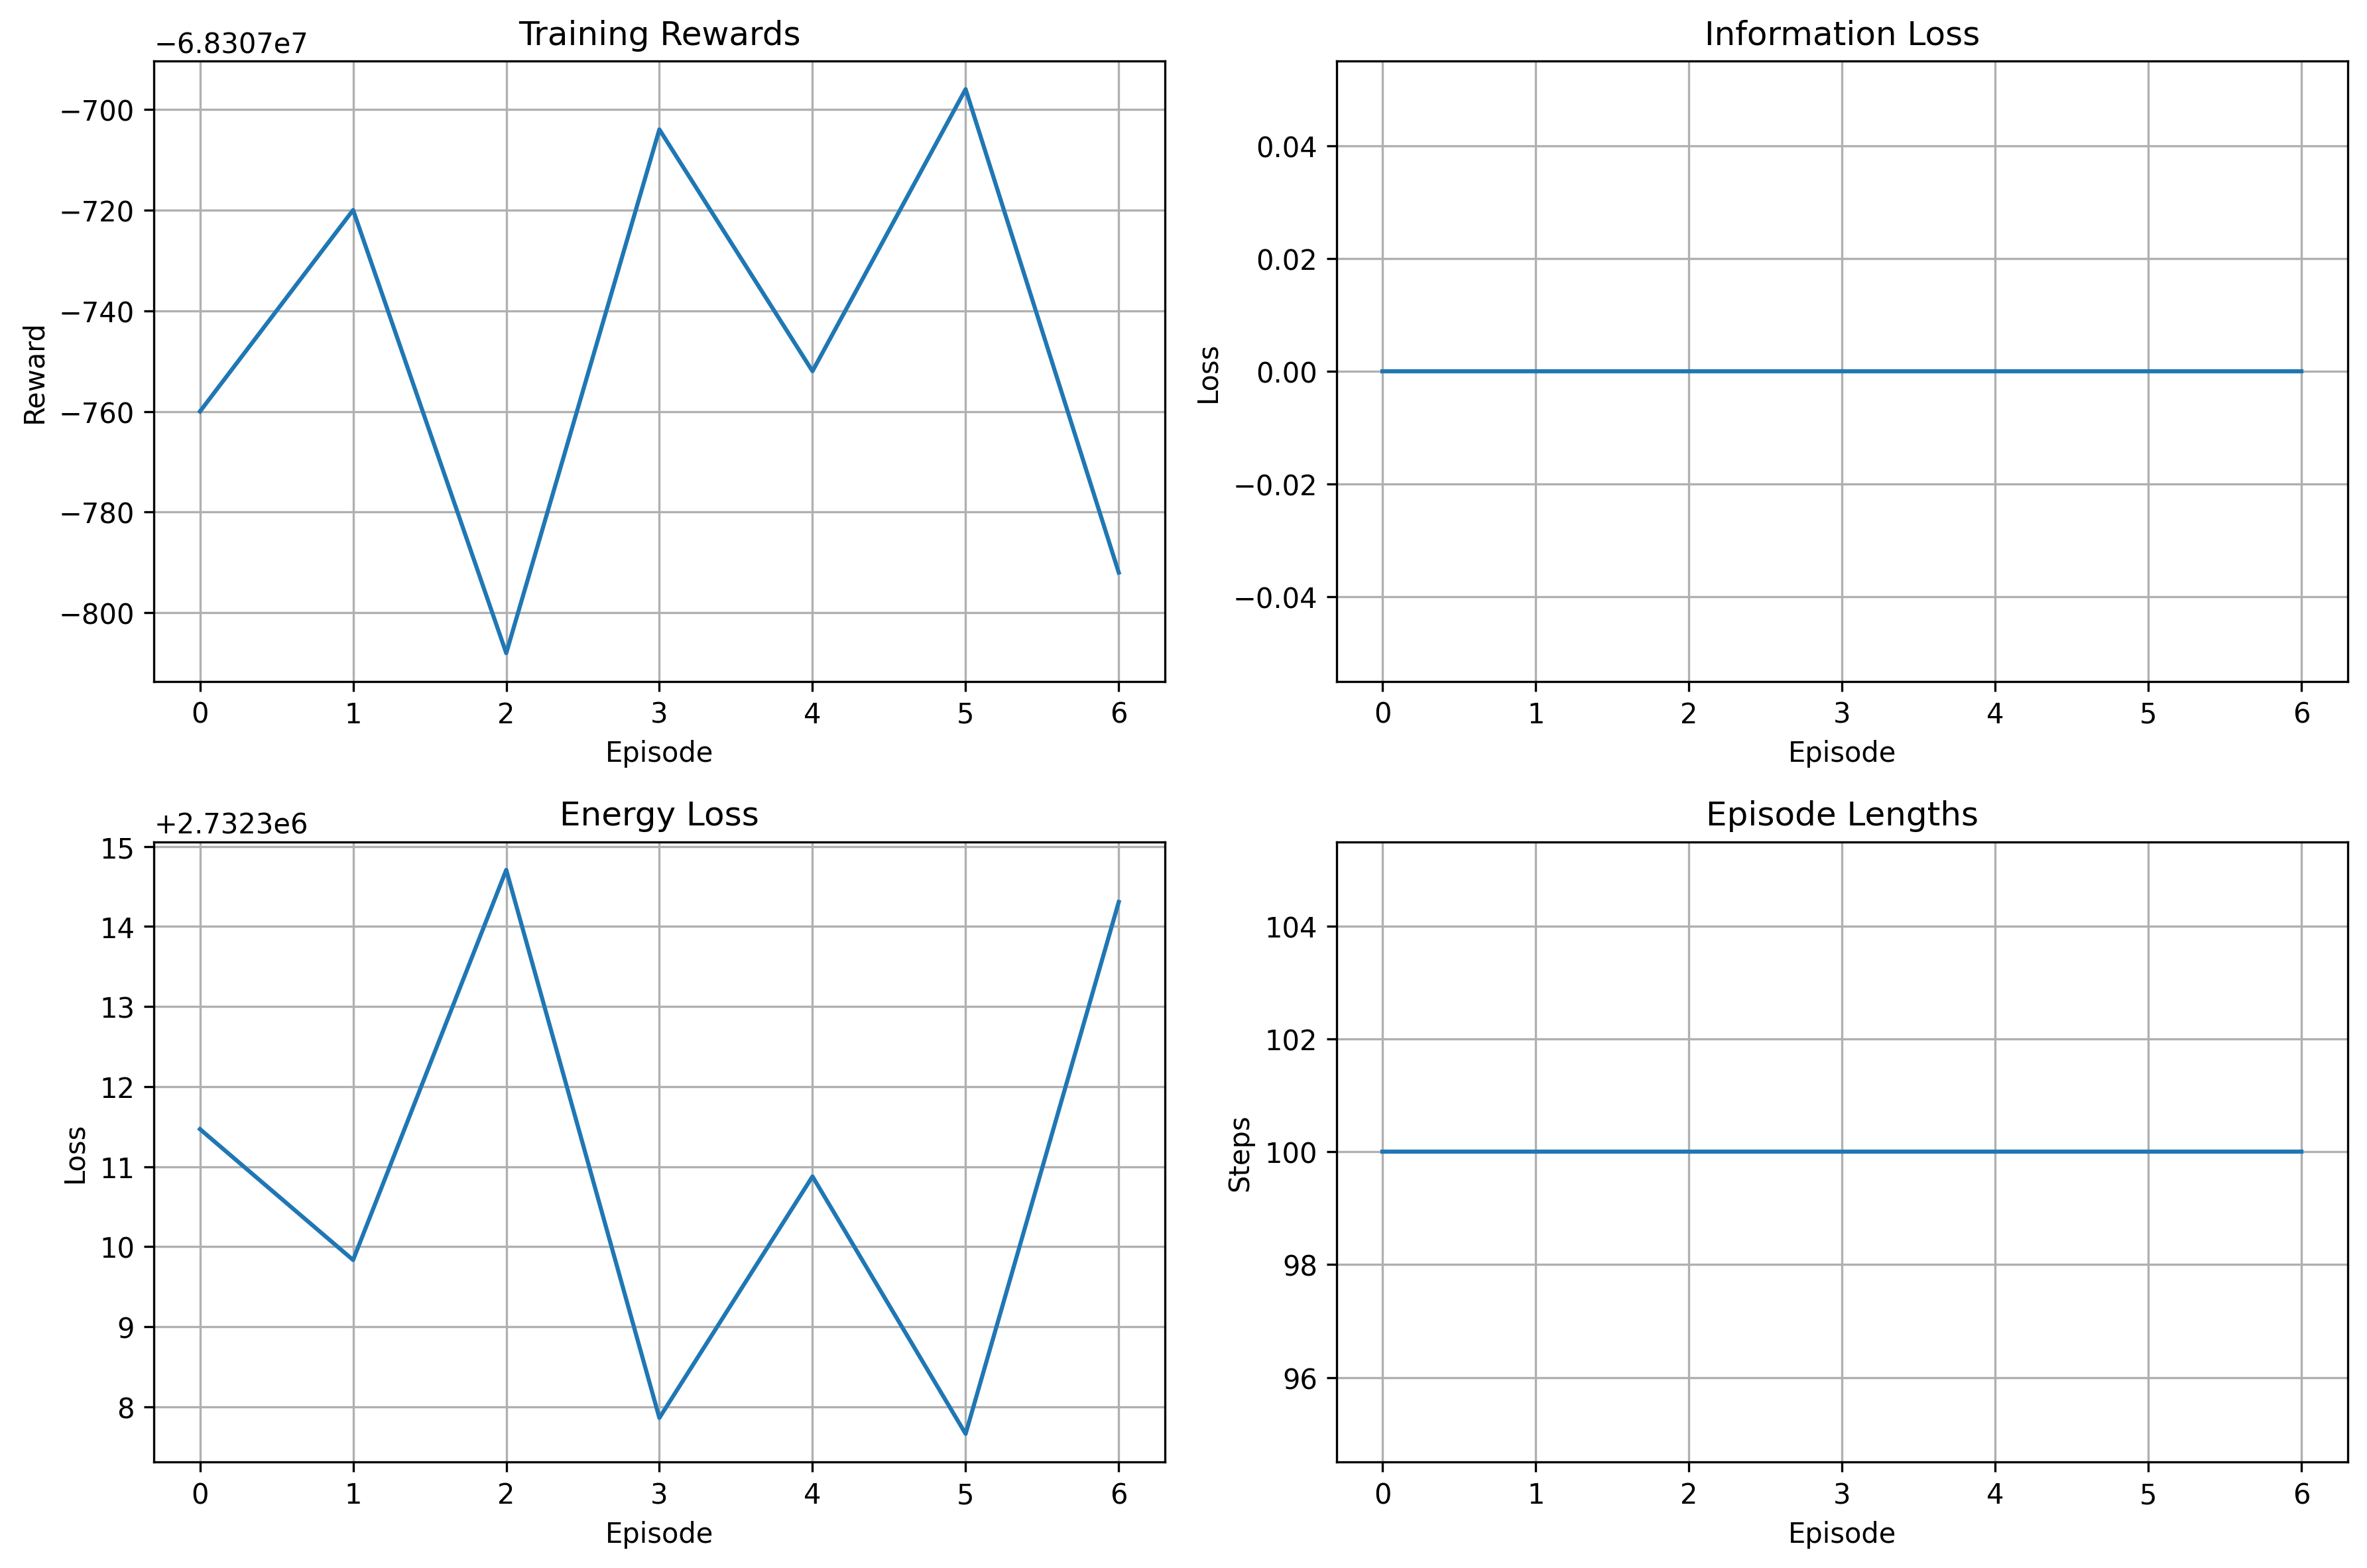 Training Rewards
−6.8307e7
−700
−720
−740
−760
−780
−800
Reward
0 1 2 3 4 5 6
Episode
Information Loss
0.04
0.02
0.00
−0.02
−0.04
Loss
0 1 2 3 4 5 6
Episode
Energy Loss
+2.7323e6
15
14
13
12
11
10
9
8
Loss
0 1 2 3 4 5 6
Episode
Episode Lengths
104
102
100
98
96
Steps
0 1 2 3 4 5 6
Episode